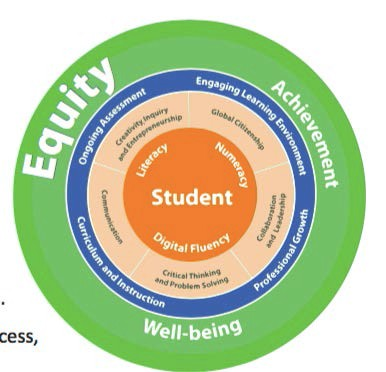 Equity
Achievement
Well-being
Ongoing Assessment
Engaging Learning Environment
Professional Growth
Curriculum and Instruction
Creativity, Inquiry
and Entrepreneurship
Global Citizenship
Collaboration
and Leadership
Critical Thinking
and Problem Solving
Communication
Literacy
Numeracy
Digital Fluency
Student
.
cess,